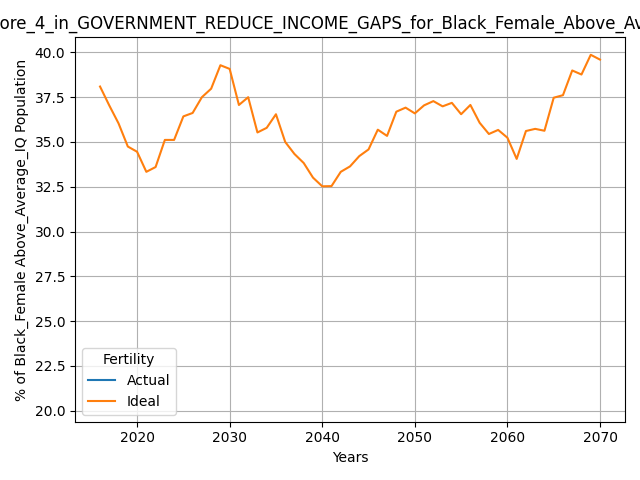 ore_4_in_GOVERNMENT_REDUCE_INCOME_GAPS_for_Black_Female_Above_Av
% of Black_Female Above_Average_IQ Population
40.0
37.5
35.0
32.5
30.0
27.5
25.0
22.5
20.0
Fertility
Actual
Ideal
2020 2030 2040 2050 2060 2070
Years